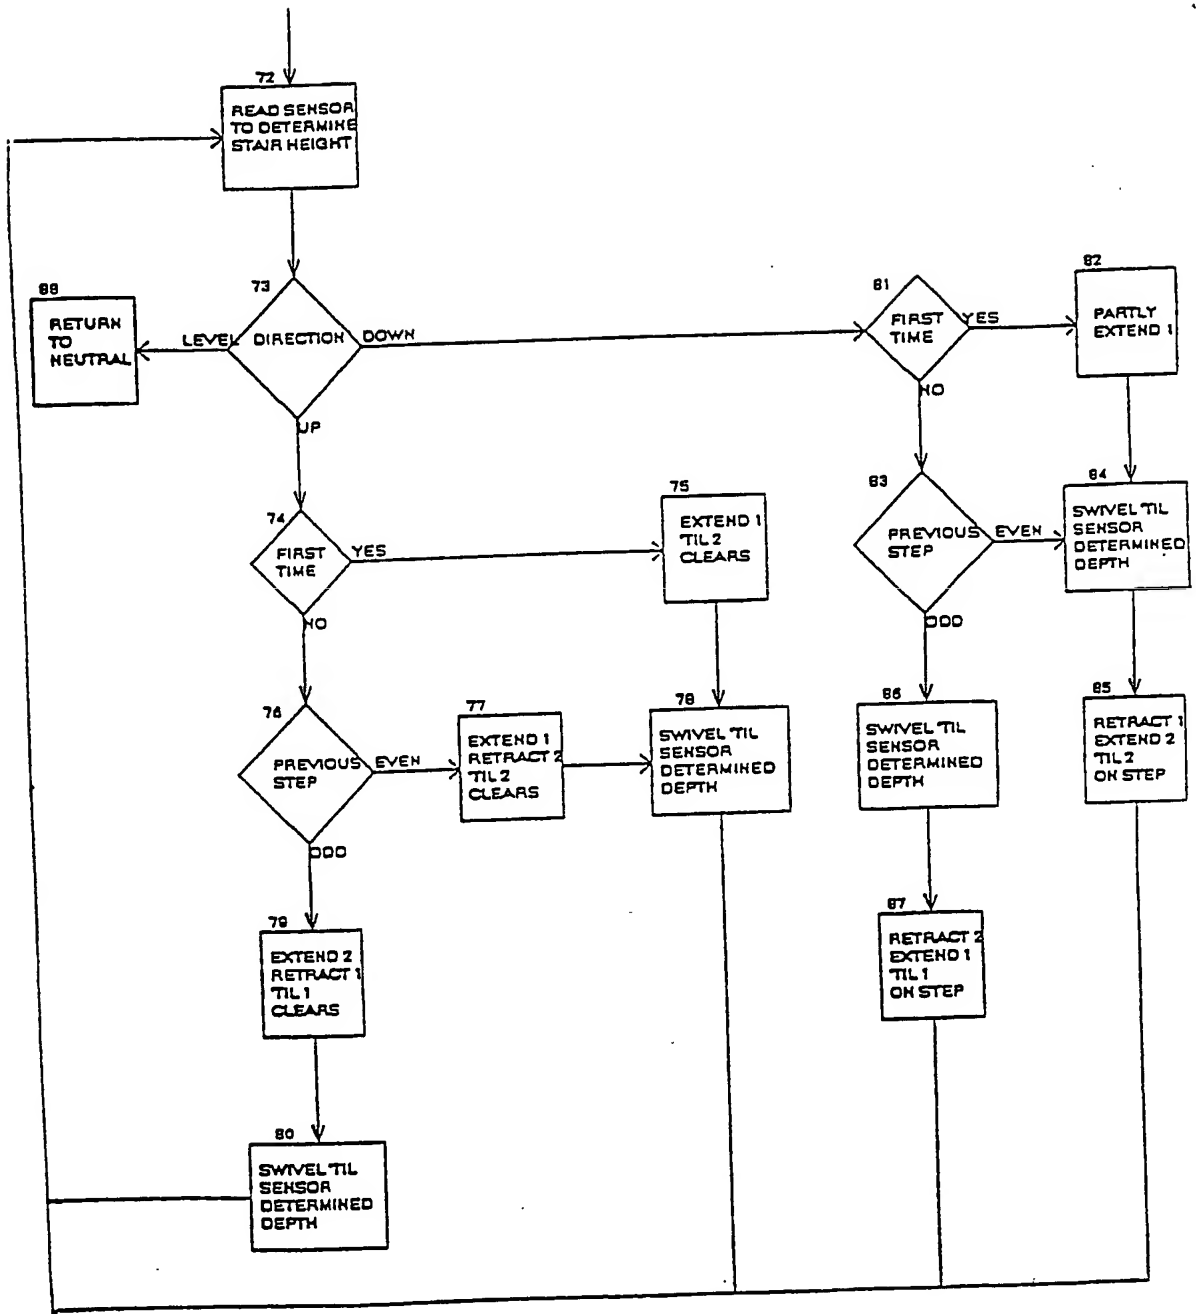 72
READ SENSOR
TO DETERMINE
STAIR HEIGHT
88
RETURN
TO
NEUTRAL
LEVEL
73
DIRECTION
DOWN
UP
81
FIRST
TIME
YES
NO
82
PARTLY
EXTEND 1
74
FIRST
TIME
YES
NO
75
EXTEND 1
'TIL 2
CLEARS
83
PREVIOUS
STEP
EVEN
ODD
84
SWIVEL 'TIL
SENSOR
DETERMINED
DEPTH
76
PREVIOUS
STEP
EVEN
ODD
77
EXTEND 1
RETRACT 2
'TIL 2
CLEARS
78
SWIVEL 'TIL
SENSOR
DETERMINED
DEPTH
86
SWIVEL 'TIL
SENSOR
DETERMINED
DEPTH
85
RETRACT 1
EXTEND 2
'TIL 2
ON STEP
79
EXTEND 2
RETRACT 1
'TIL 1
CLEARS
87
RETRACT 2
EXTEND 1
'TIL 1
ON STEP
80
SWIVEL 'TIL
SENSOR
DETERMINED
DEPTH